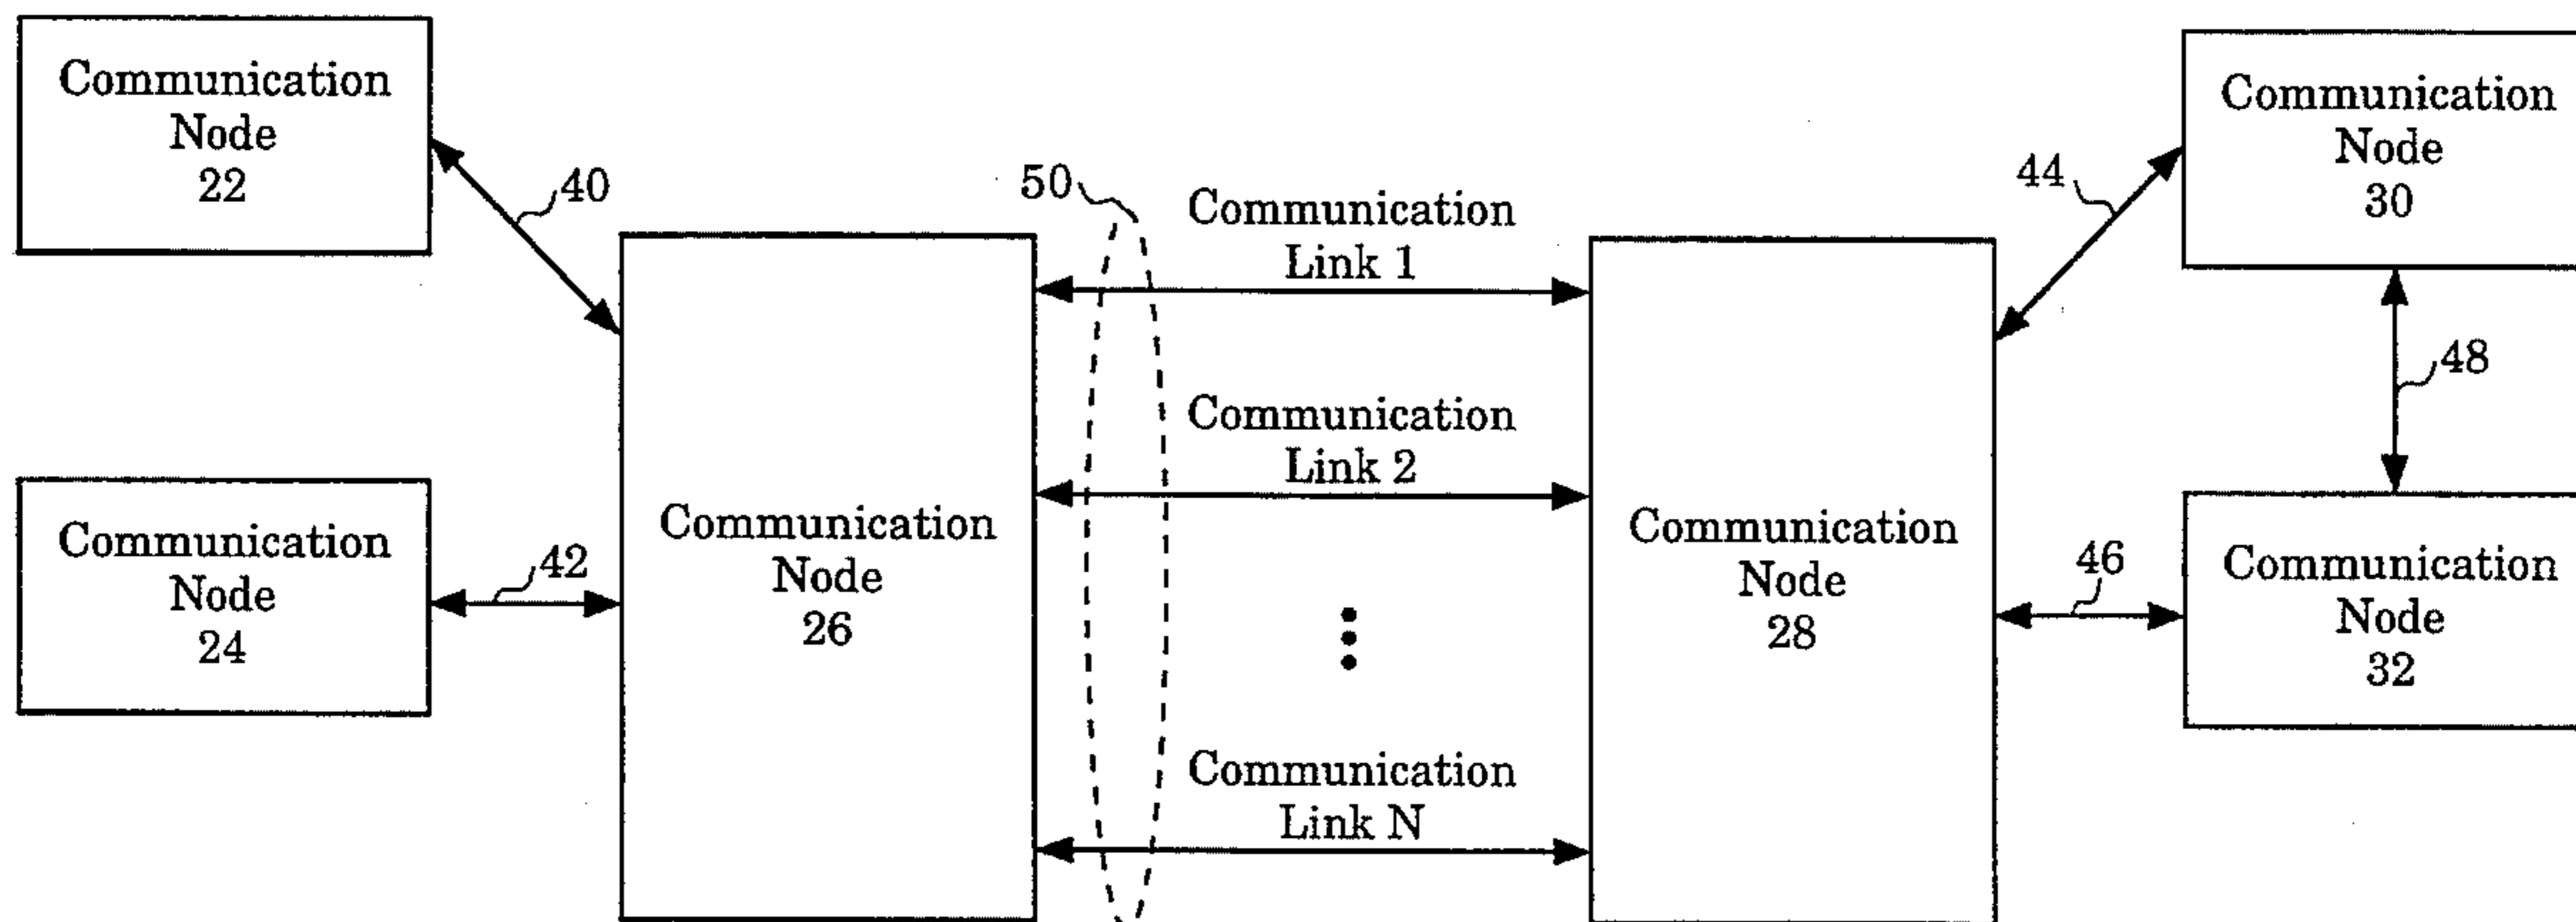 Communication
Node
22
40
Communication
Node
24
42
Communication
Node
26
50
Communication
Link 1
Communication
Link 2
Communication
Link N
Communication
Node
28
44
Communication
Node
30
48
46
Communication
Node
32